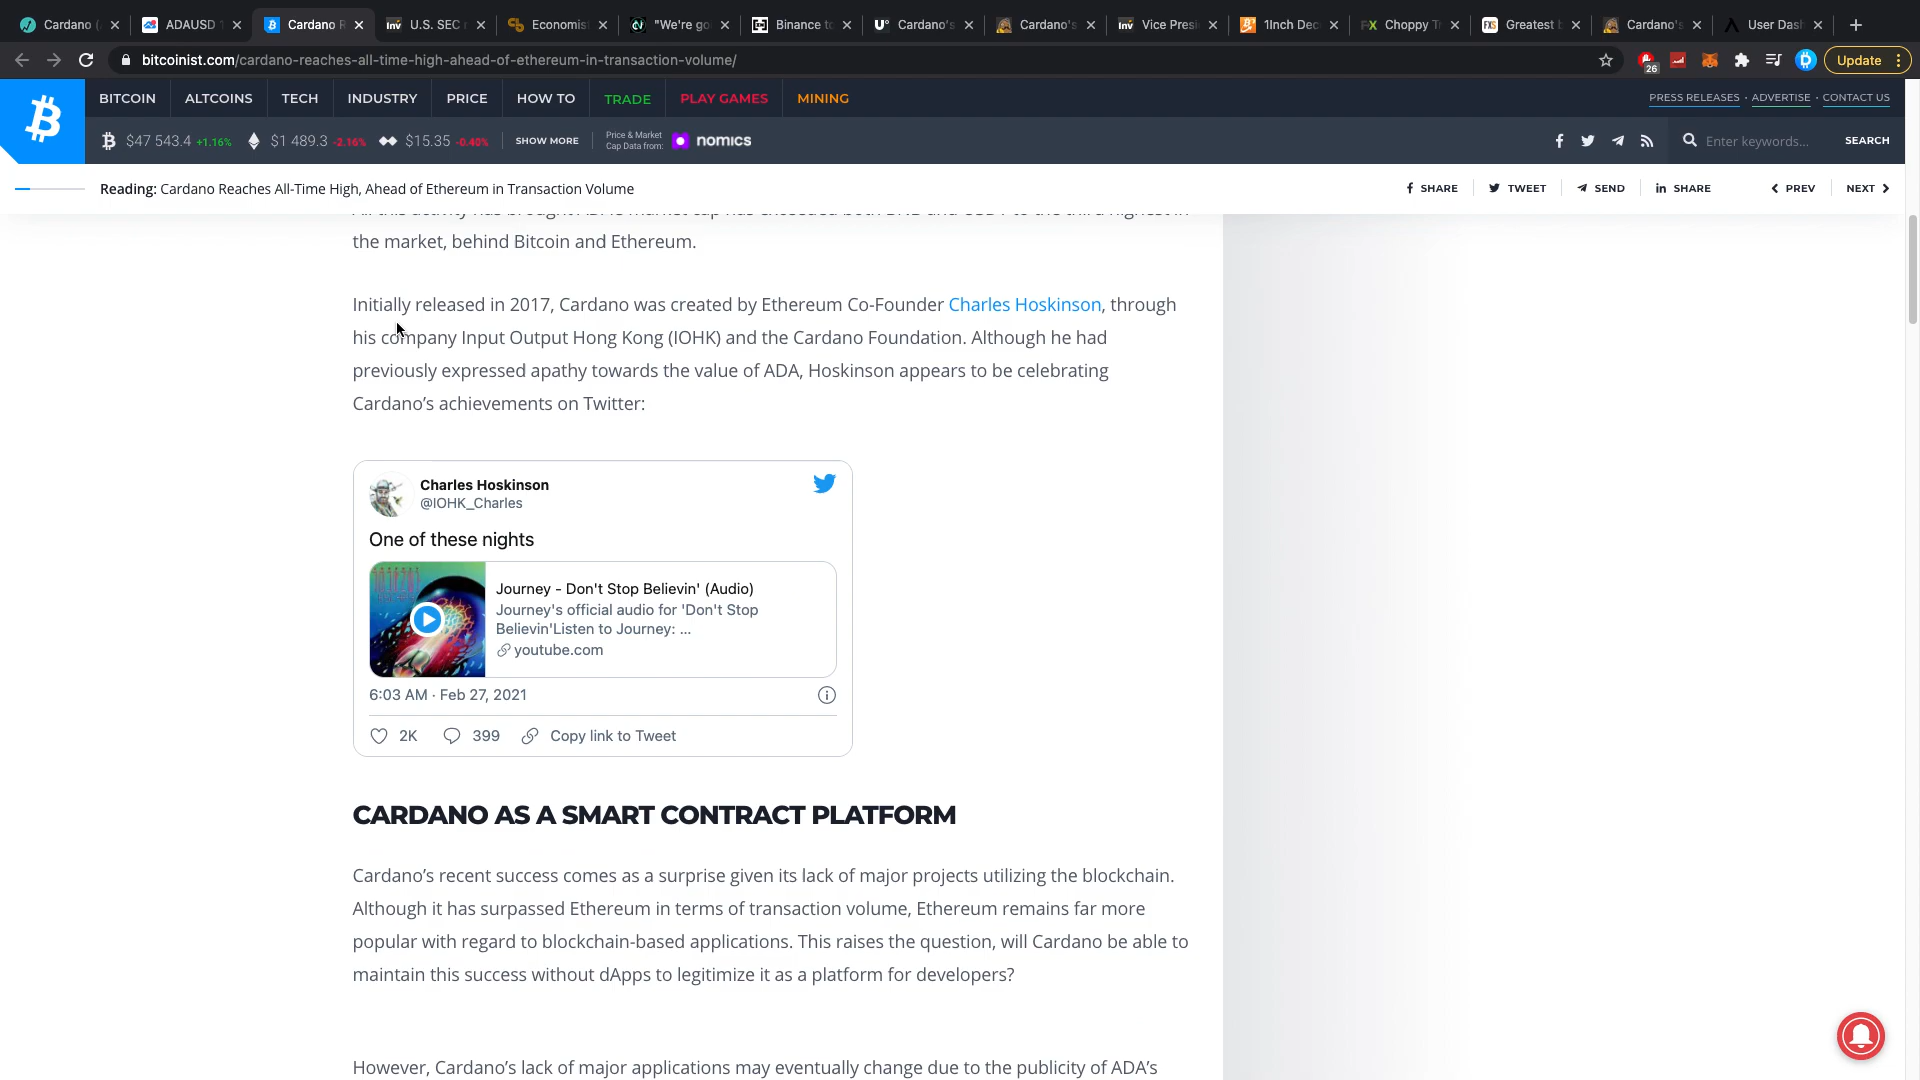 Cardano (
ADAUSD 1
Cardano R
U.S. SEC
Economis
"We're go
Binance to
Cardano's
Cardano's
Vice Presi
1Inch Dec
Choppy T
Greatest b
Cardano's
User Das
bitcoinist.com/cardano-reaches-all-time-high-ahead-of-ethereum-in-transaction-volume/
26
Update
BITCOIN ALTCOINS TECH INDUSTRY PRICE HOW TO TRADE PLAY GAMES MINING
PRESS RELEASES · ADVERTISE · CONTACT US
$47 543.4 +1.16% $1 489.3 -2.16% $15.35 -0.40% SHOW MORE
Price & Market
Cap Data from:
nomics
Enter keywords...
SEARCH
Reading: Cardano Reaches All-Time High, Ahead of Ethereum in Transaction Volume
SHARE TWEET SEND SHARE PREV NEXT
the market, behind Bitcoin and Ethereum.
Initially released in 2017, Cardano was created by Ethereum Co-Founder Charles Hoskinson, through
his company Input Output Hong Kong (IOHK) and the Cardano Foundation. Although he had
previously expressed apathy towards the value of ADA, Hoskinson appears to be celebrating
Cardano's achievements on Twitter:
Charles Hoskinson
@IOHK_Charles
One of these nights
Journey - Don't Stop Believin' (Audio)
Journey's official audio for 'Don't Stop
Believin'Listen to Journey: ...
youtube.com
6:03 AM · Feb 27, 2021
2K 399 Copy link to Tweet
CARDANO AS A SMART CONTRACT PLATFORM
Cardano's recent success comes as a surprise given its lack of major projects utilizing the blockchain.
Although it has surpassed Ethereum in terms of transaction volume, Ethereum remains far more
popular with regard to blockchain-based applications. This raises the question, will Cardano be able to
maintain this success without dApps to legitimize it as a platform for developers?
However, Cardano's lack of major applications may eventually change due to the publicity of ADA's